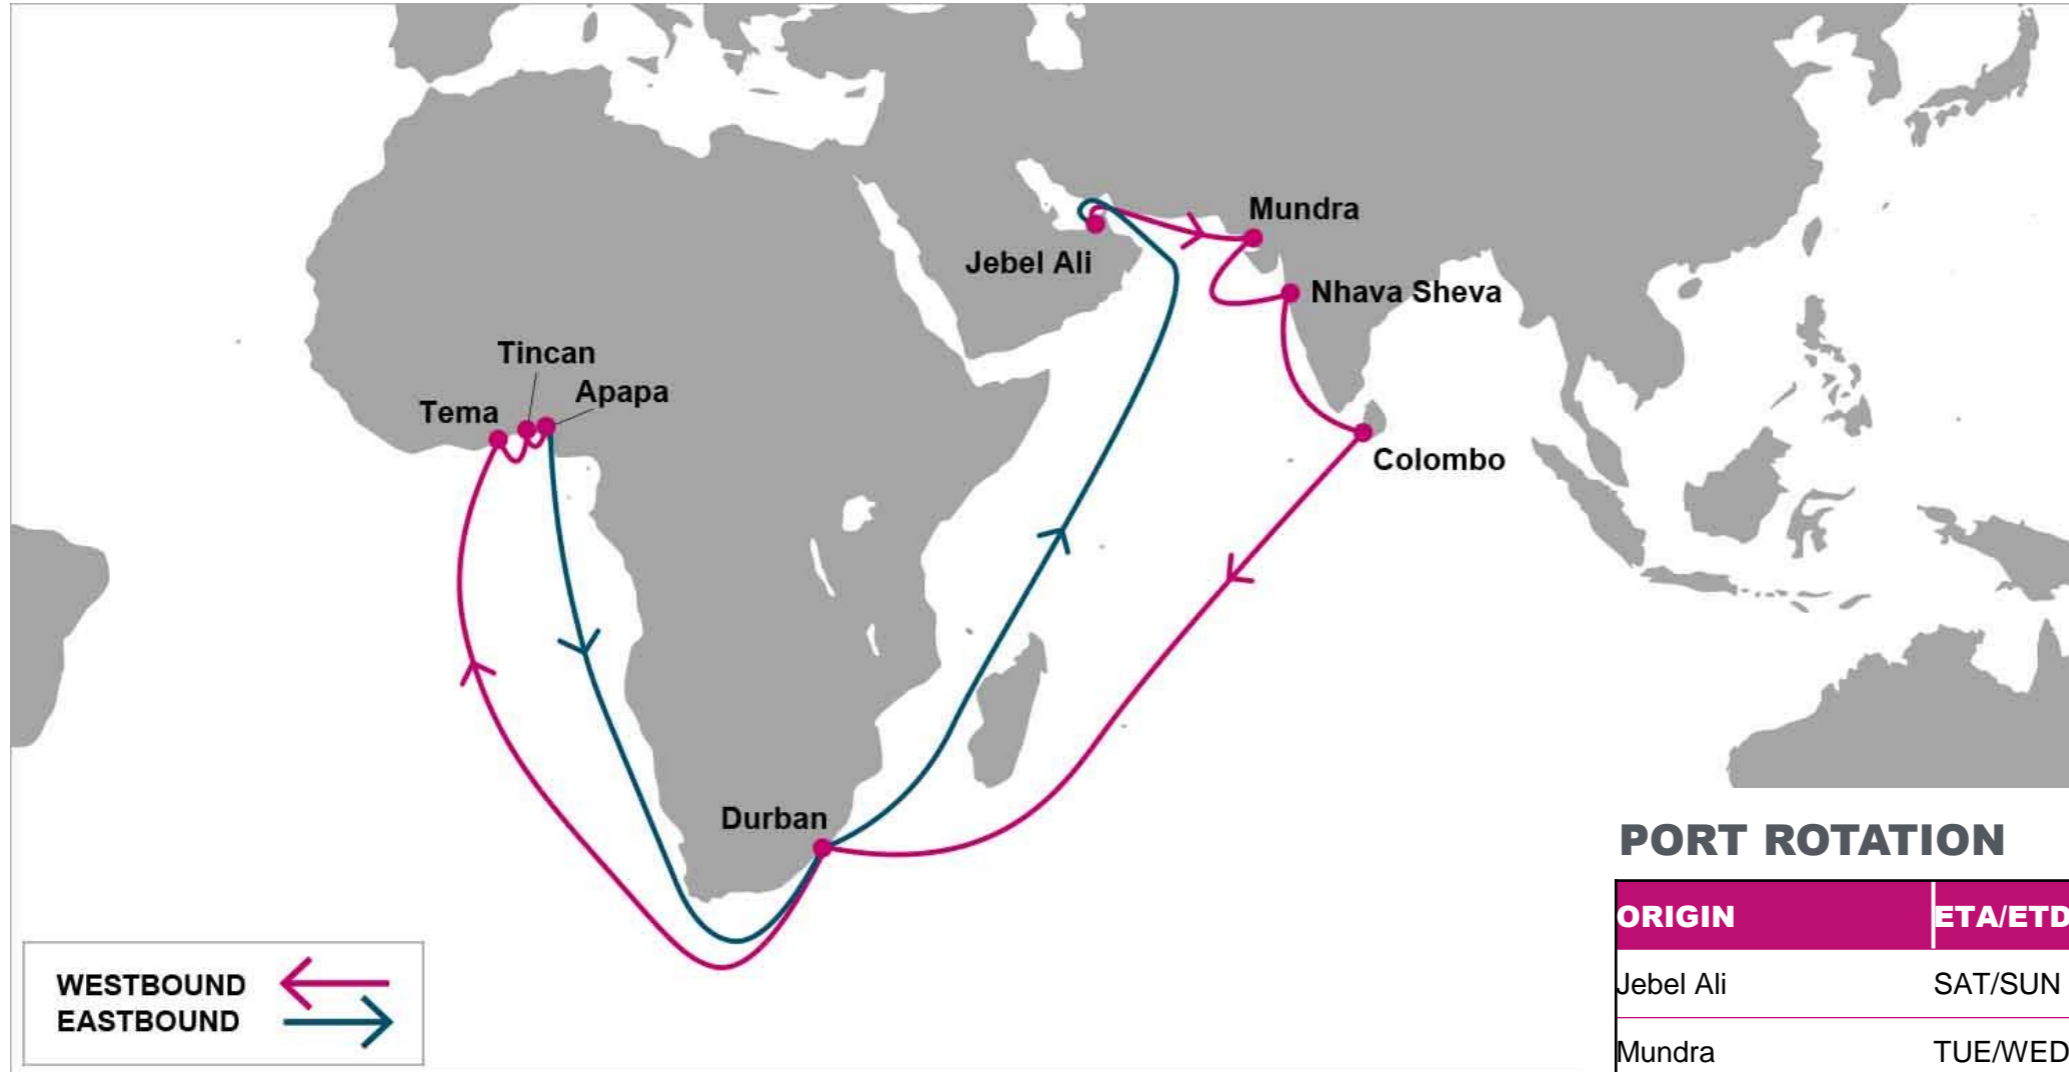 Mundra
Jebel Ali
Nhava Sheva
Tincan
Apapa
Tema
Colombo
Durban
PORT ROTATION
ORIGIN ETA/ETD
Jebel Ali SAT/SUN
Mundra TUE/WED
WESTBOUND
EASTBOUND